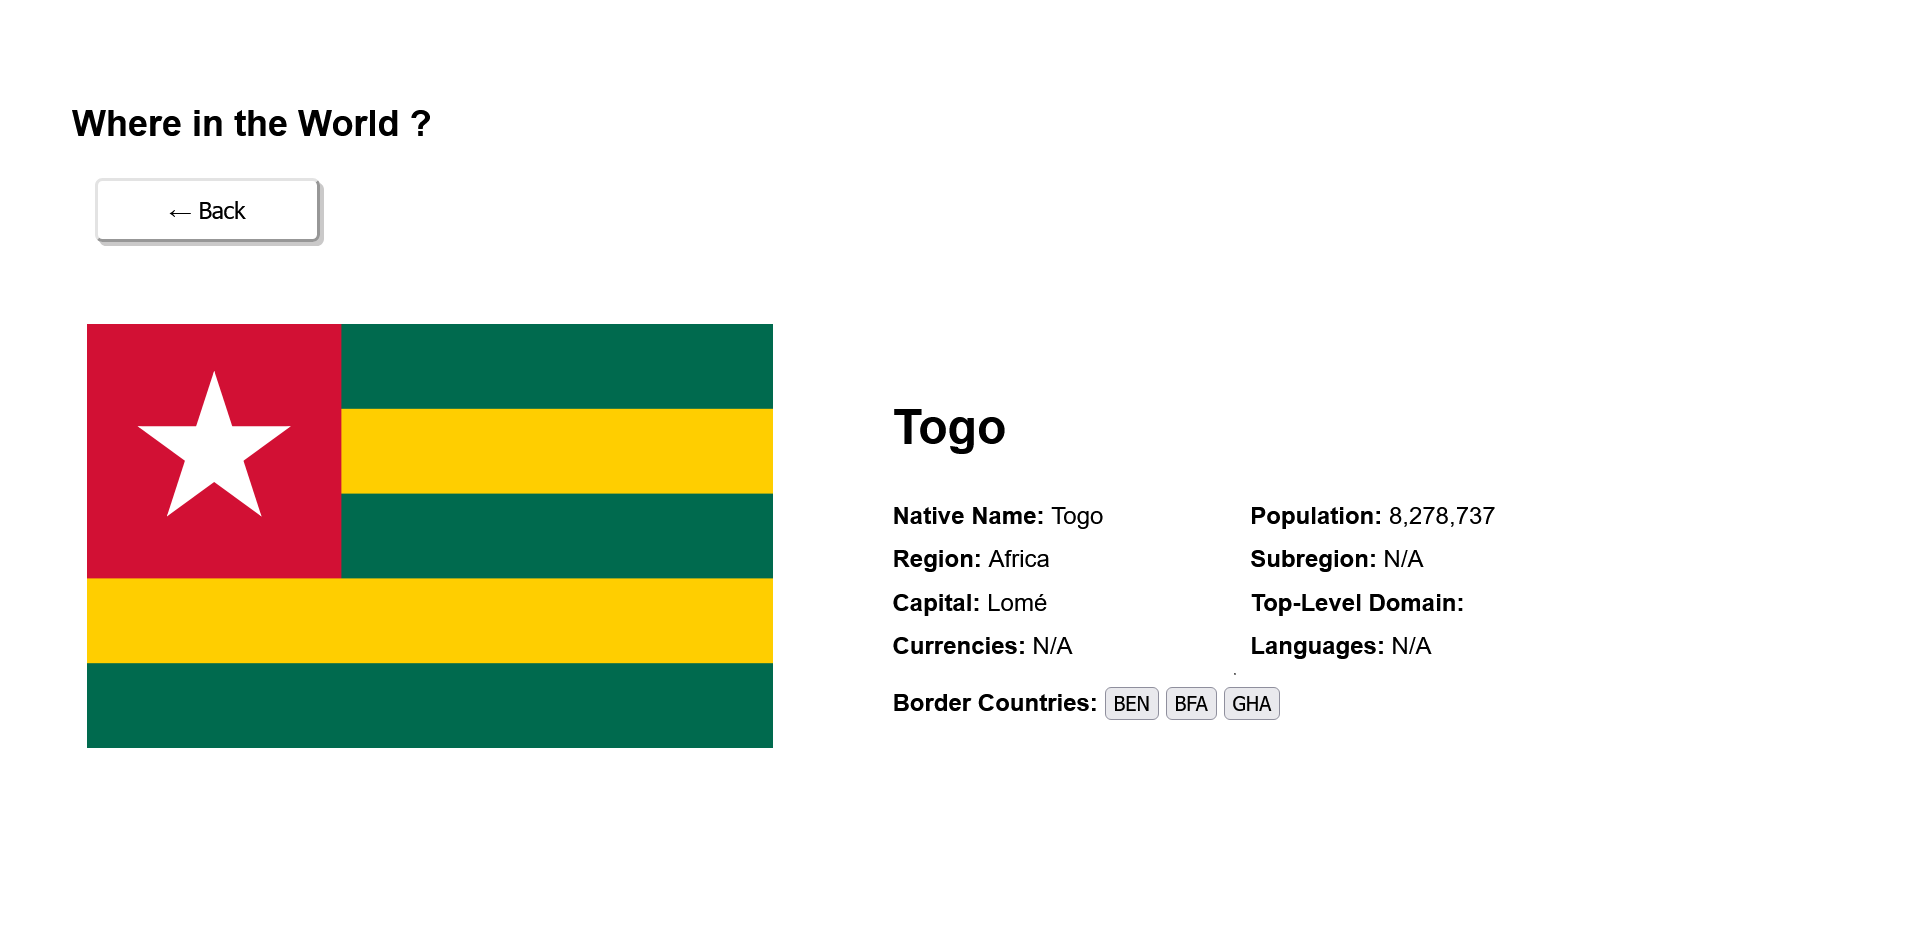 Where in the World ?
← Back
Togo
Native Name: Togo
Population: 8,278,737
Region: Africa
Subregion: N/A
Capital: Lomé
Top-Level Domain:
Currencies: N/A
Languages: N/A
Border Countries: BEN BFA GHA